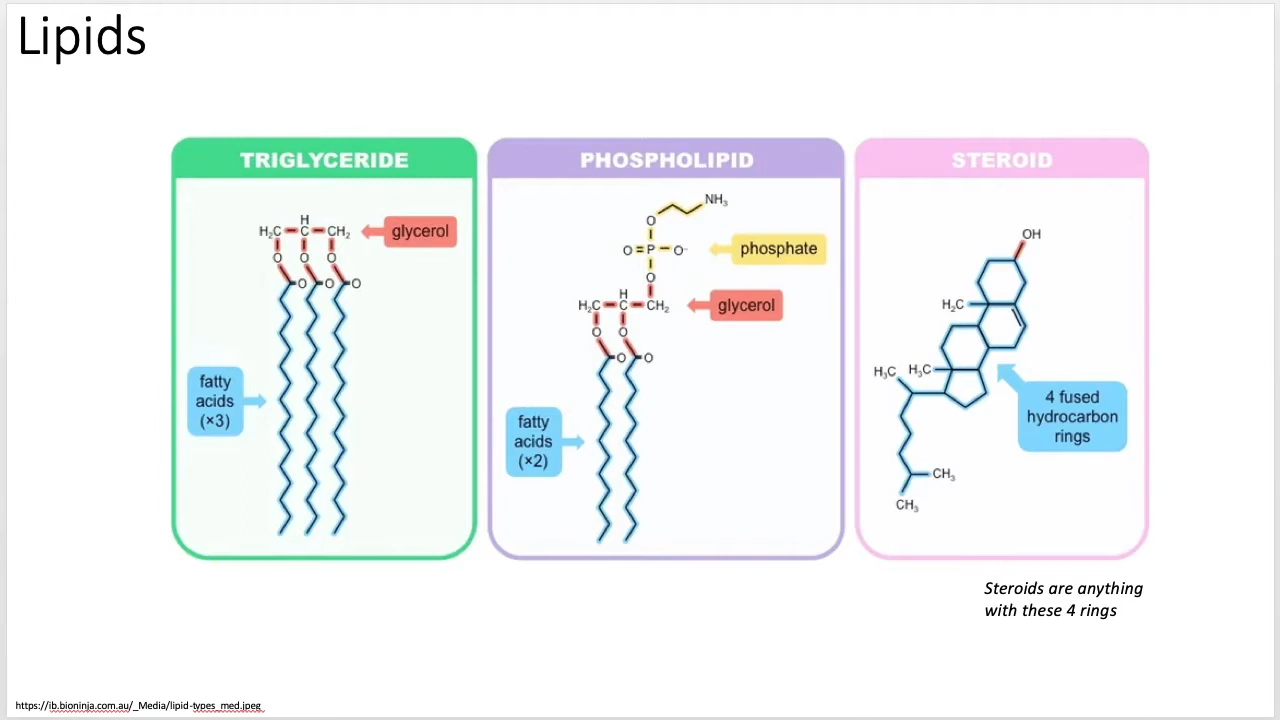 Lipids
TRIGLYCERIDE
H₂C
H
C
CH₂
glycerol
O
O
O
O
O
O
fatty
acids
(×3)
PHOSPHOLIPID
NH₃
O
O
P
O⁻
phosphate
O
H₂C
H
C
CH₂
glycerol
O
O
O
O
fatty
acids
(×2)
STEROID
OH
H₂C
H₃C
H₃C
4 fused
hydrocarbon
rings
CH₃
CH₃
Steroids are anything
with these 4 rings
https://ib.bioninja.com.au/_Media/lipid-types_med.jpeg